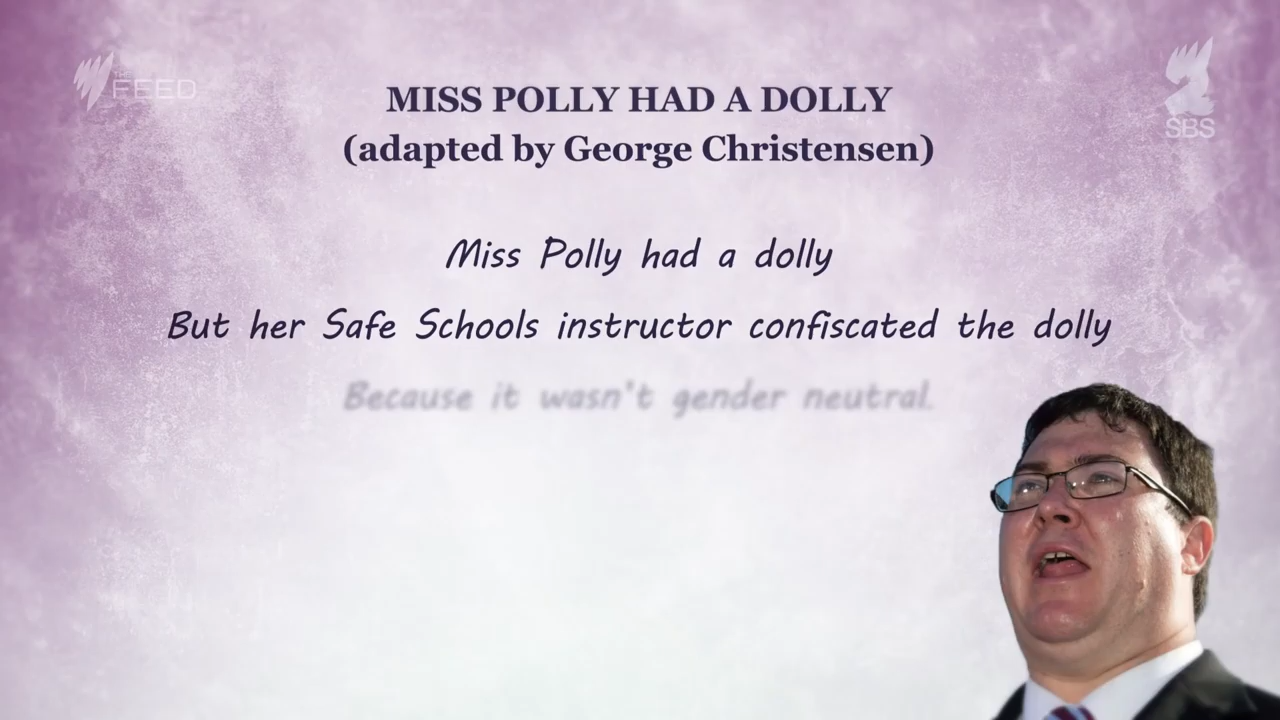 THE FEED
SBS
MISS POLLY HAD A DOLLY
(adapted by George Christensen)
Miss Polly had a dolly
But her Safe Schools instructor confiscated the dolly
Because it wasn't gender neutral.